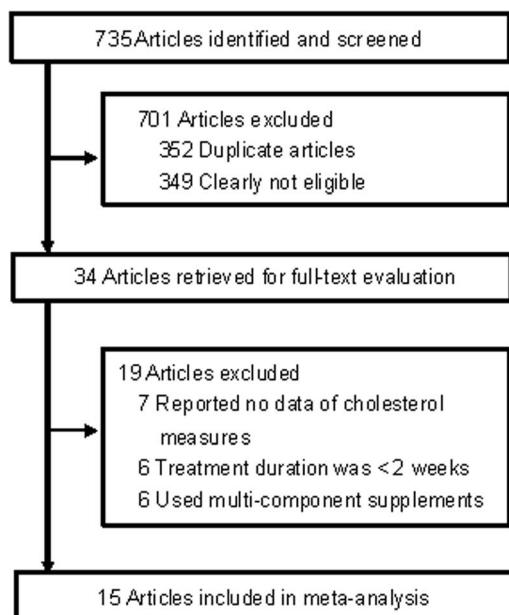 735 Articles identified and screened
701 Articles excluded
352 Duplicate articles
349 Clearly not eligible
34 Articles retrieved for full-text evaluation
19 Articles excluded
7 Reported no data of cholesterol
measures
6 Treatment duration was <2 weeks
6 Used multi-component supplements
15 Articles included in meta-analysis